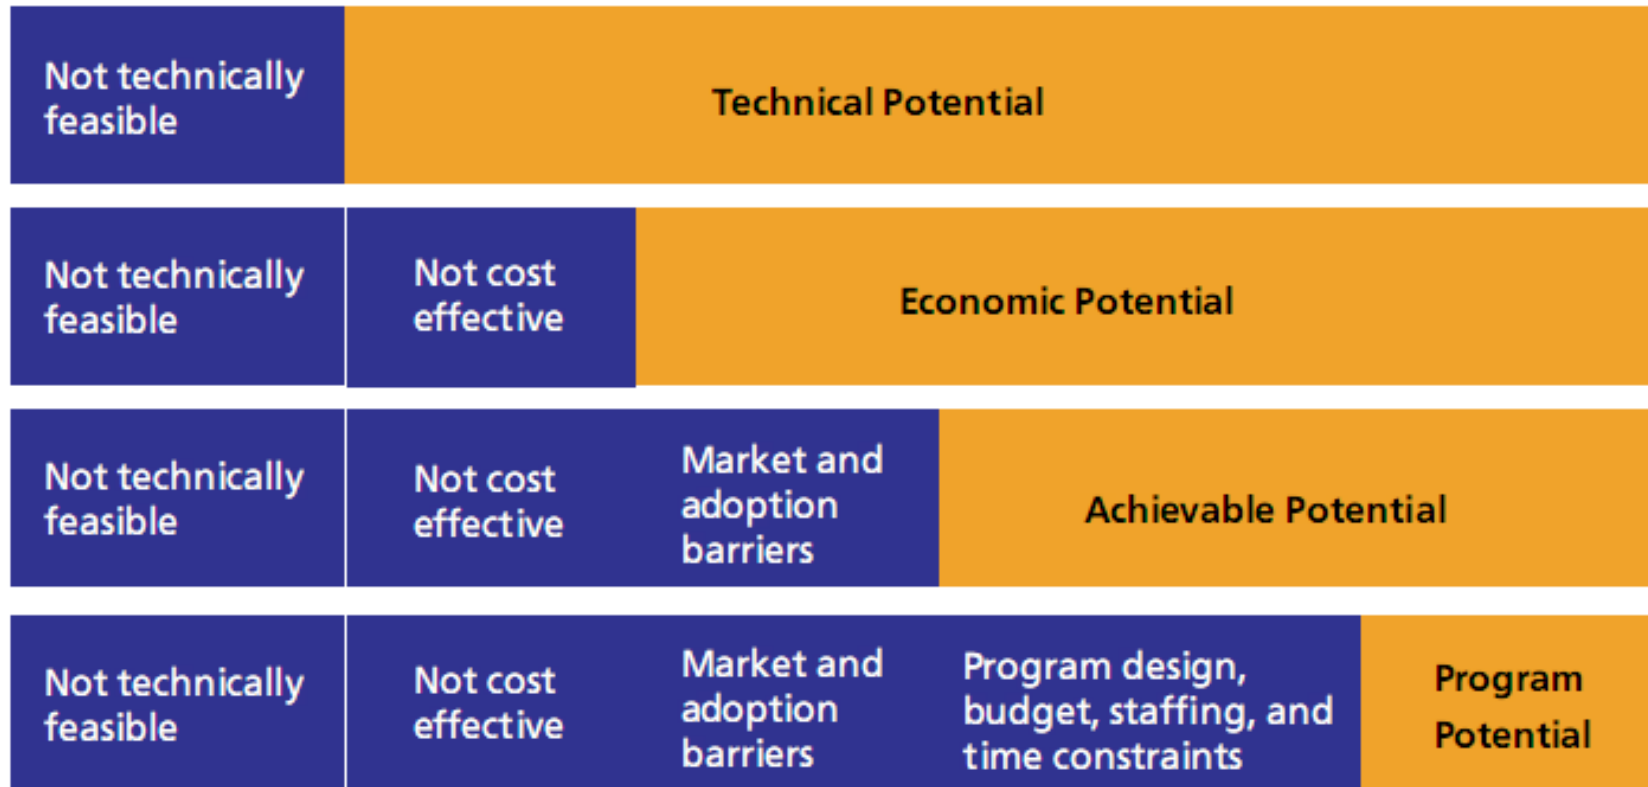 Not technically
feasible
Technical Potential
Not technically
feasible
Not cost
effective
Economic Potential
Not technically
feasible
Not cost
effective
Market and
adoption
barriers
Achievable Potential
Not technically
feasible
Not cost
effective
Market and
adoption
barriers
Program design,
budget, staffing, and
time constraints
Program
Potential